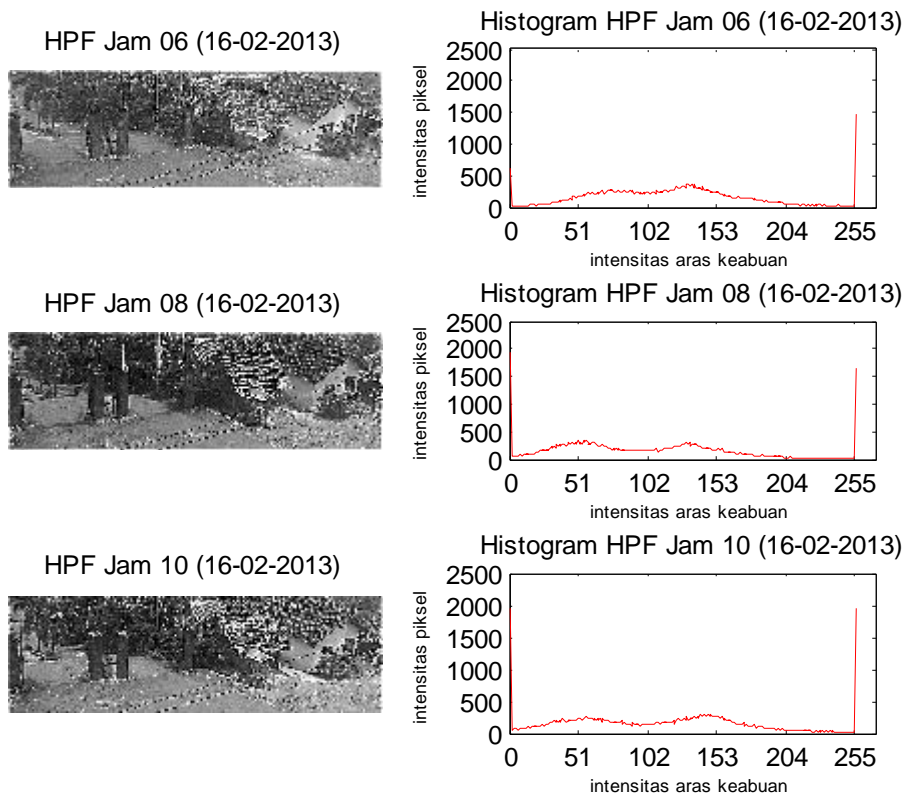 HPF Jam 06 (16-02-2013)
Histogram HPF Jam 06 (16-02-2013)
intensitas piksel
2500
2000
1500
1000
500
0
0 51 102 153 204 255
intensitas aras keabuan
HPF Jam 08 (16-02-2013)
Histogram HPF Jam 08 (16-02-2013)
intensitas piksel
2500
2000
1500
1000
500
0
0 51 102 153 204 255
intensitas aras keabuan
HPF Jam 10 (16-02-2013)
Histogram HPF Jam 10 (16-02-2013)
intensitas piksel
2500
2000
1500
1000
500
0
0 51 102 153 204 255
intensitas aras keabuan